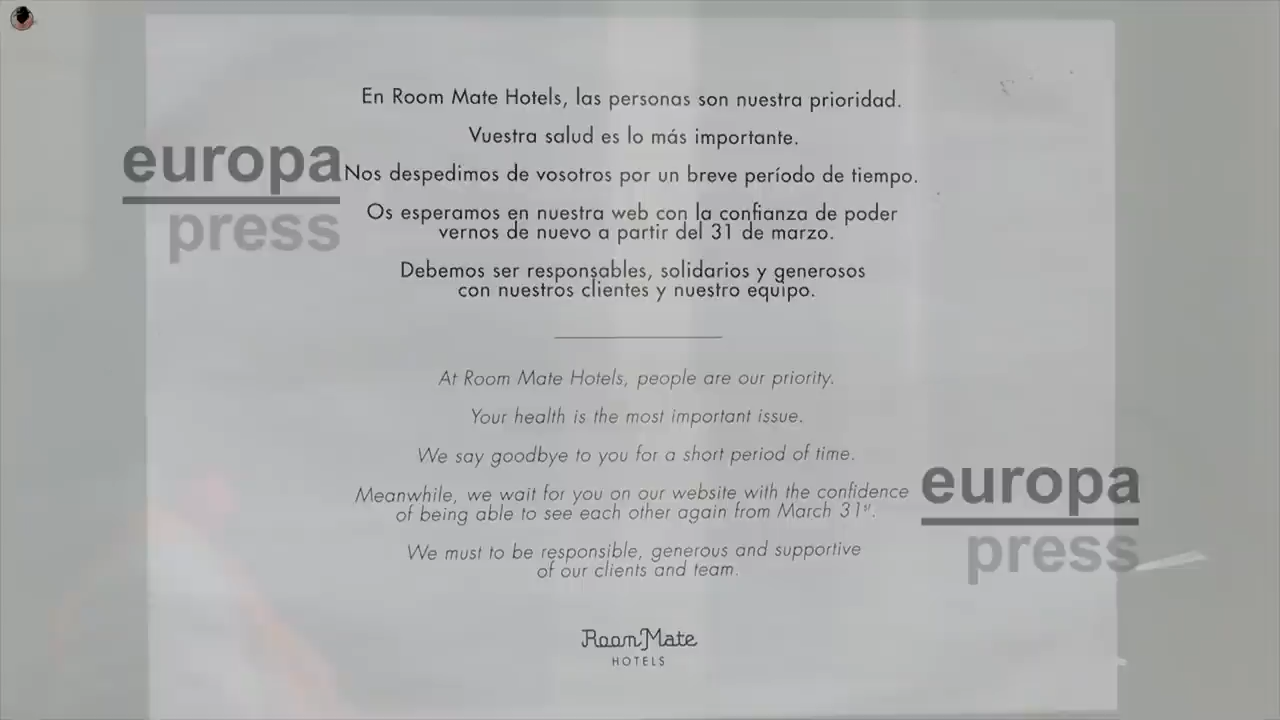 En Room Mate Hotels, las personas son nuestra prioridad.
Vuestra salud es lo más importante.
europa
press
Nos despedimos de vosotros por un breve período de tiempo.
Os esperamos en nuestra web con la confianza de poder
vernos de nuevo a partir del 31 de marzo.
Debemos ser responsables, solidarios y generosos
con nuestros clientes y nuestro equipo.
At Room Mate Hotels, people are our priority.
Your health is the most important issue.
We say goodbye to you for a short period of time.
Meanwhile, we wait for you on our website with the confidence
of being able to see each other again from March 31st.
We must to be responsible, generous and supportive
of our clients and team.
europa
press
Room Mate
HOTELS